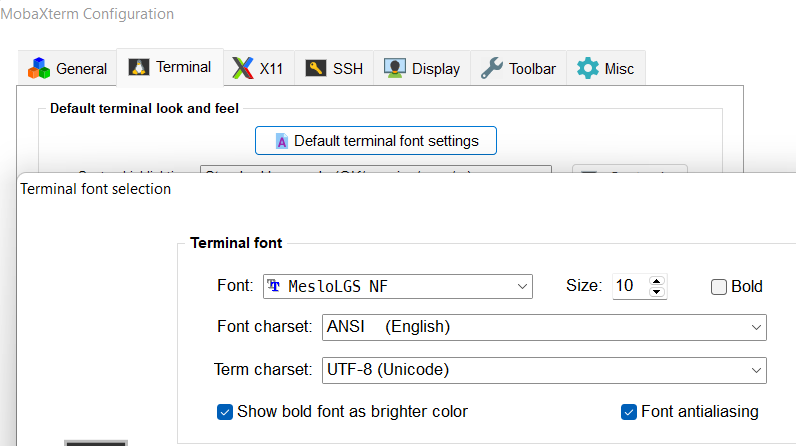 MobaXterm Configuration
General Terminal X11 SSH Display Toolbar Misc
Default terminal look and feel
Default terminal font settings
Terminal font selection
Terminal font
Font: MesloLGS NF Size: 10 Bold
Font charset: ANSI (English)
Term charset: UTF-8 (Unicode)
Show bold font as brighter color Font antialiasing